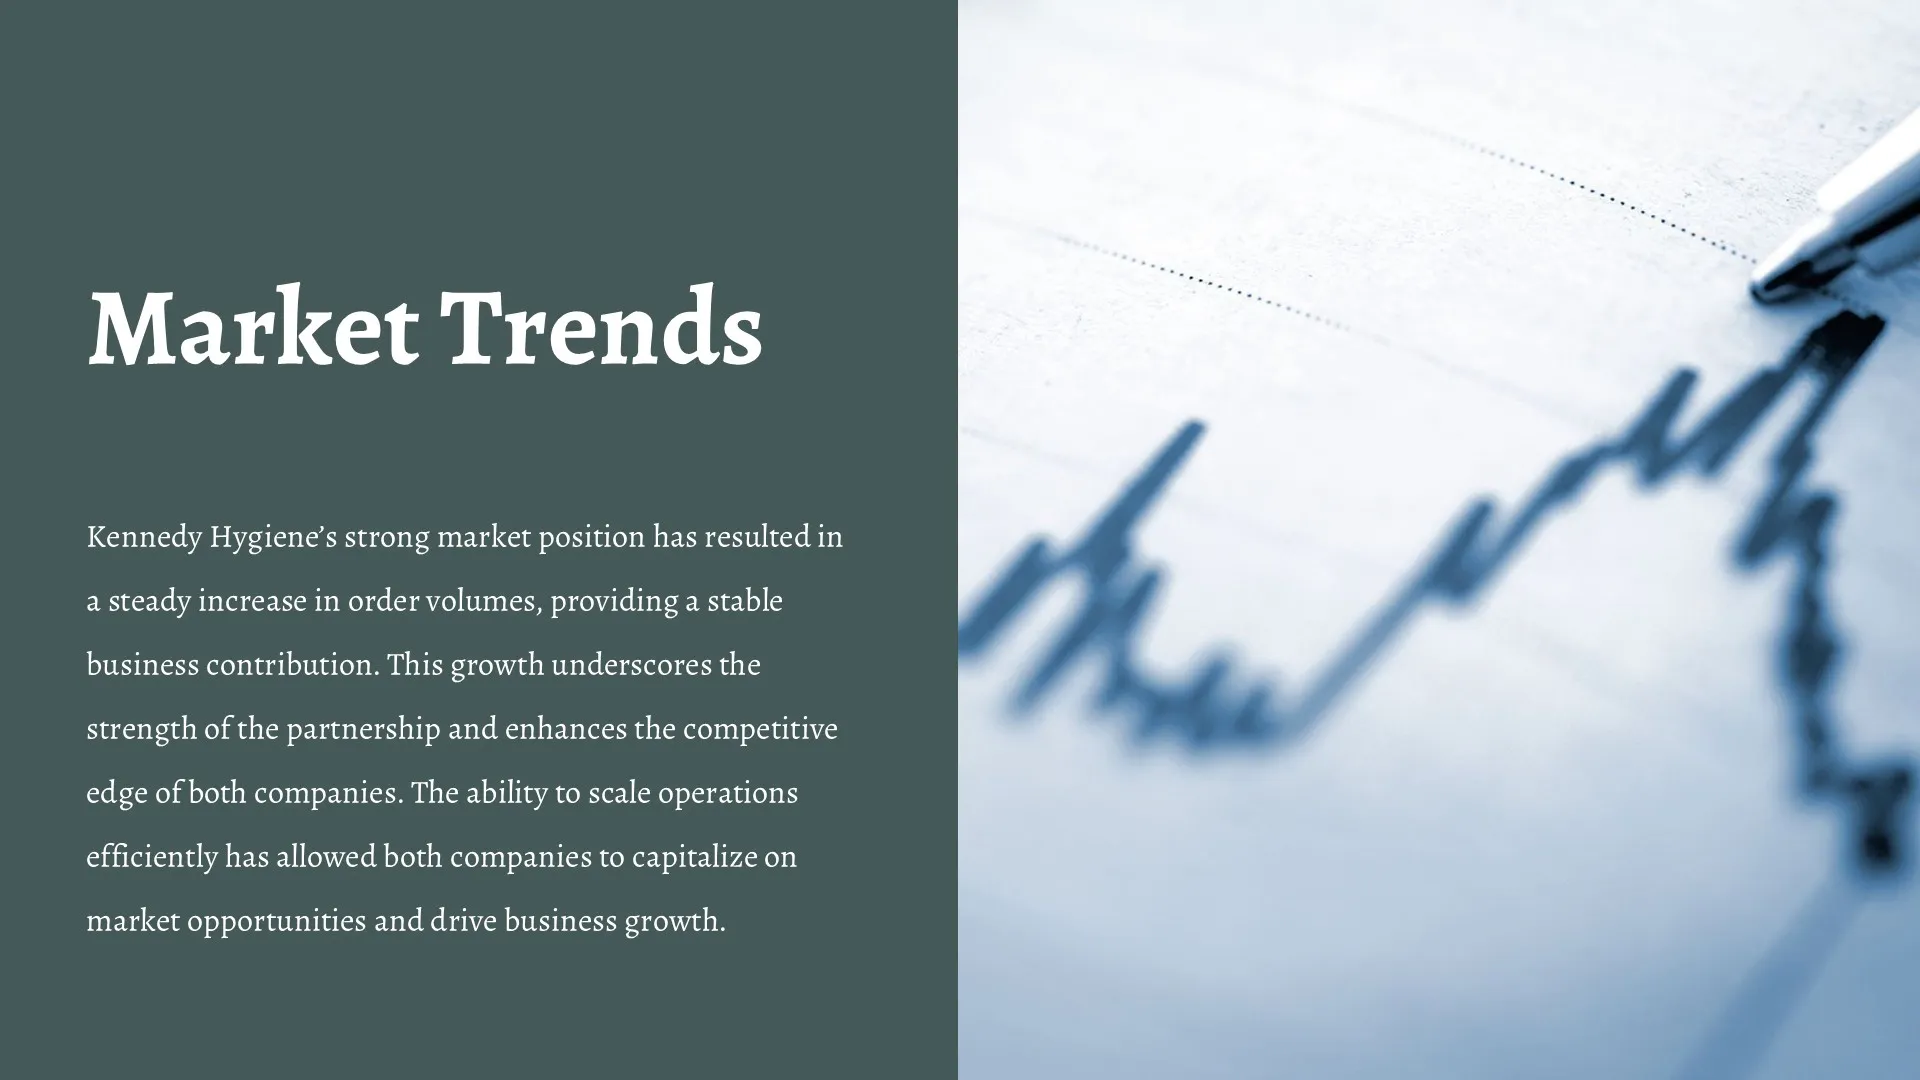 Market Trends
Kennedy Hygiene’s strong market position has resulted in
a steady increase in order volumes, providing a stable
business contribution. This growth underscores the
strength of the partnership and enhances the competitive
edge of both companies. The ability to scale operations
efficiently has allowed both companies to capitalize on
market opportunities and drive business growth.